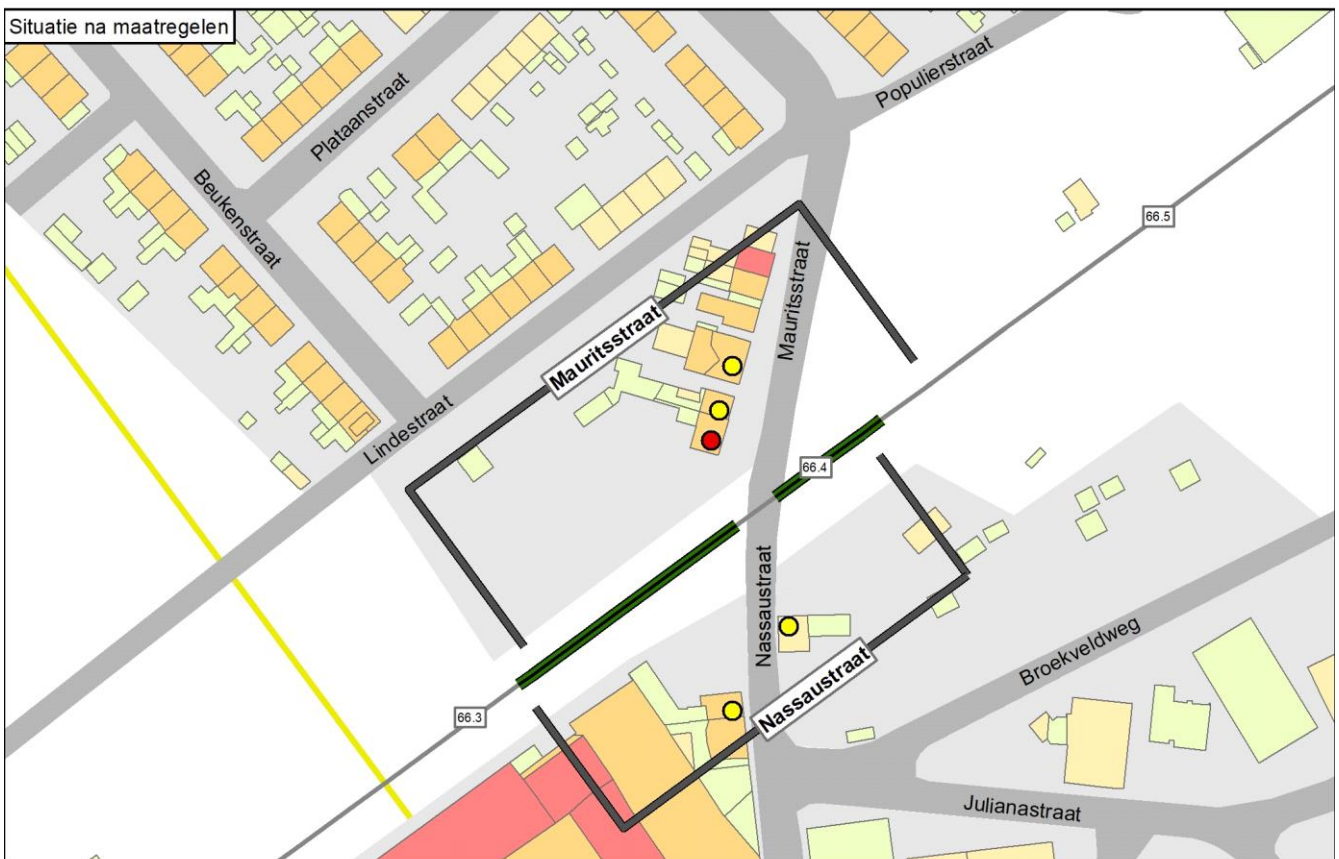 Situatie na maatregelen
Populierstraat
Plataanstraat
Beukenstraat
66.5
Mauritsstraat
Mauritsstraat
Lindestraat
66.4
Nassaustraat
Broekveldweg
Nassaustraat
66.3
Julianastraat